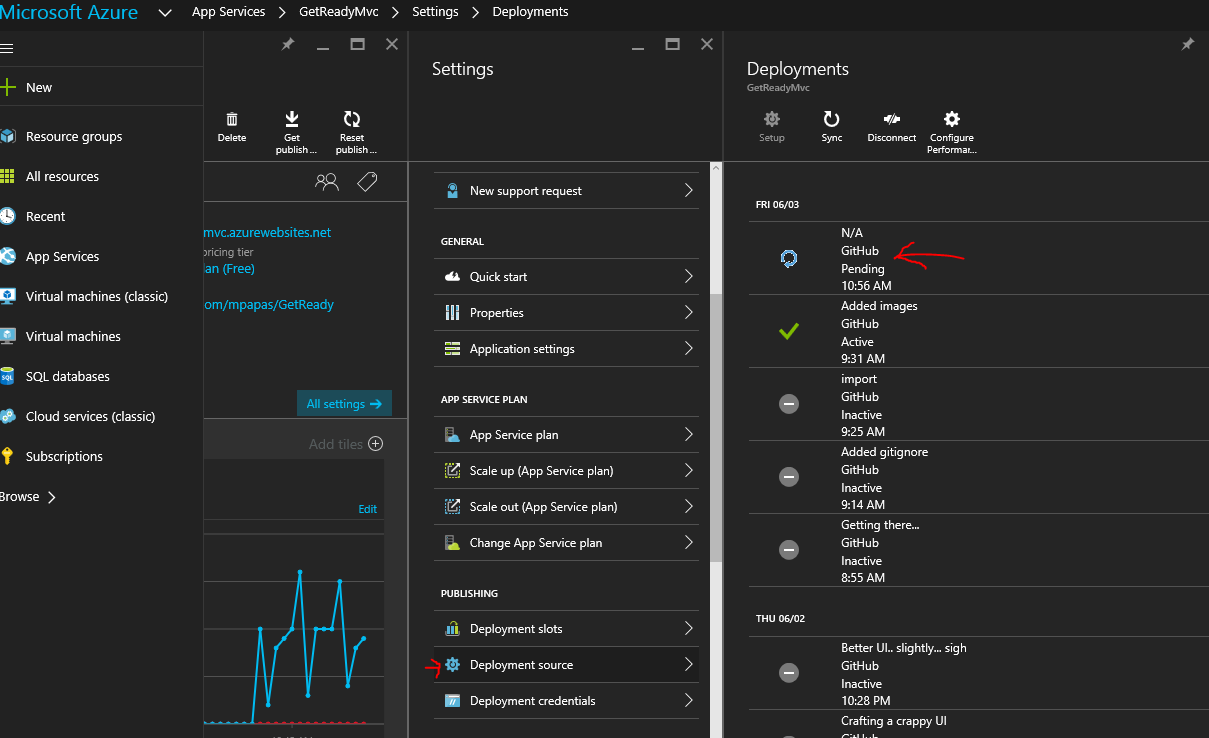 Microsoft Azure
App Services
GetReadyMvc
Settings
Deployments
New
Resource groups
All resources
Recent
App Services
Virtual machines (classic)
Virtual machines
SQL databases
Cloud services (classic)
Subscriptions
Browse
Delete
Get
publish ...
Reset
publish ...
mvc.azurewebsites.net
pricing tier
lan (Free)
om/mpapas/GetReady
All settings
Add tiles
Edit
Settings
New support request
GENERAL
Quick start
Properties
Application settings
APP SERVICE PLAN
App Service plan
Scale up (App Service plan)
Scale out (App Service plan)
Change App Service plan
PUBLISHING
Deployment slots
Deployment source
Deployment credentials
Deployments
GetReadyMvc
Setup
Sync
Disconnect
Configure
Performar...
FRI 06/03
N/A
GitHub
Pending
10:56 AM
Added images
GitHub
Active
9:31 AM
import
GitHub
Inactive
9:25 AM
Added gitignore
GitHub
Inactive
9:14 AM
Getting there...
GitHub
Inactive
8:55 AM
THU 06/02
Better UI.. slightly... sigh
GitHub
Inactive
10:28 PM
Crafting a crappy UI
GitHub